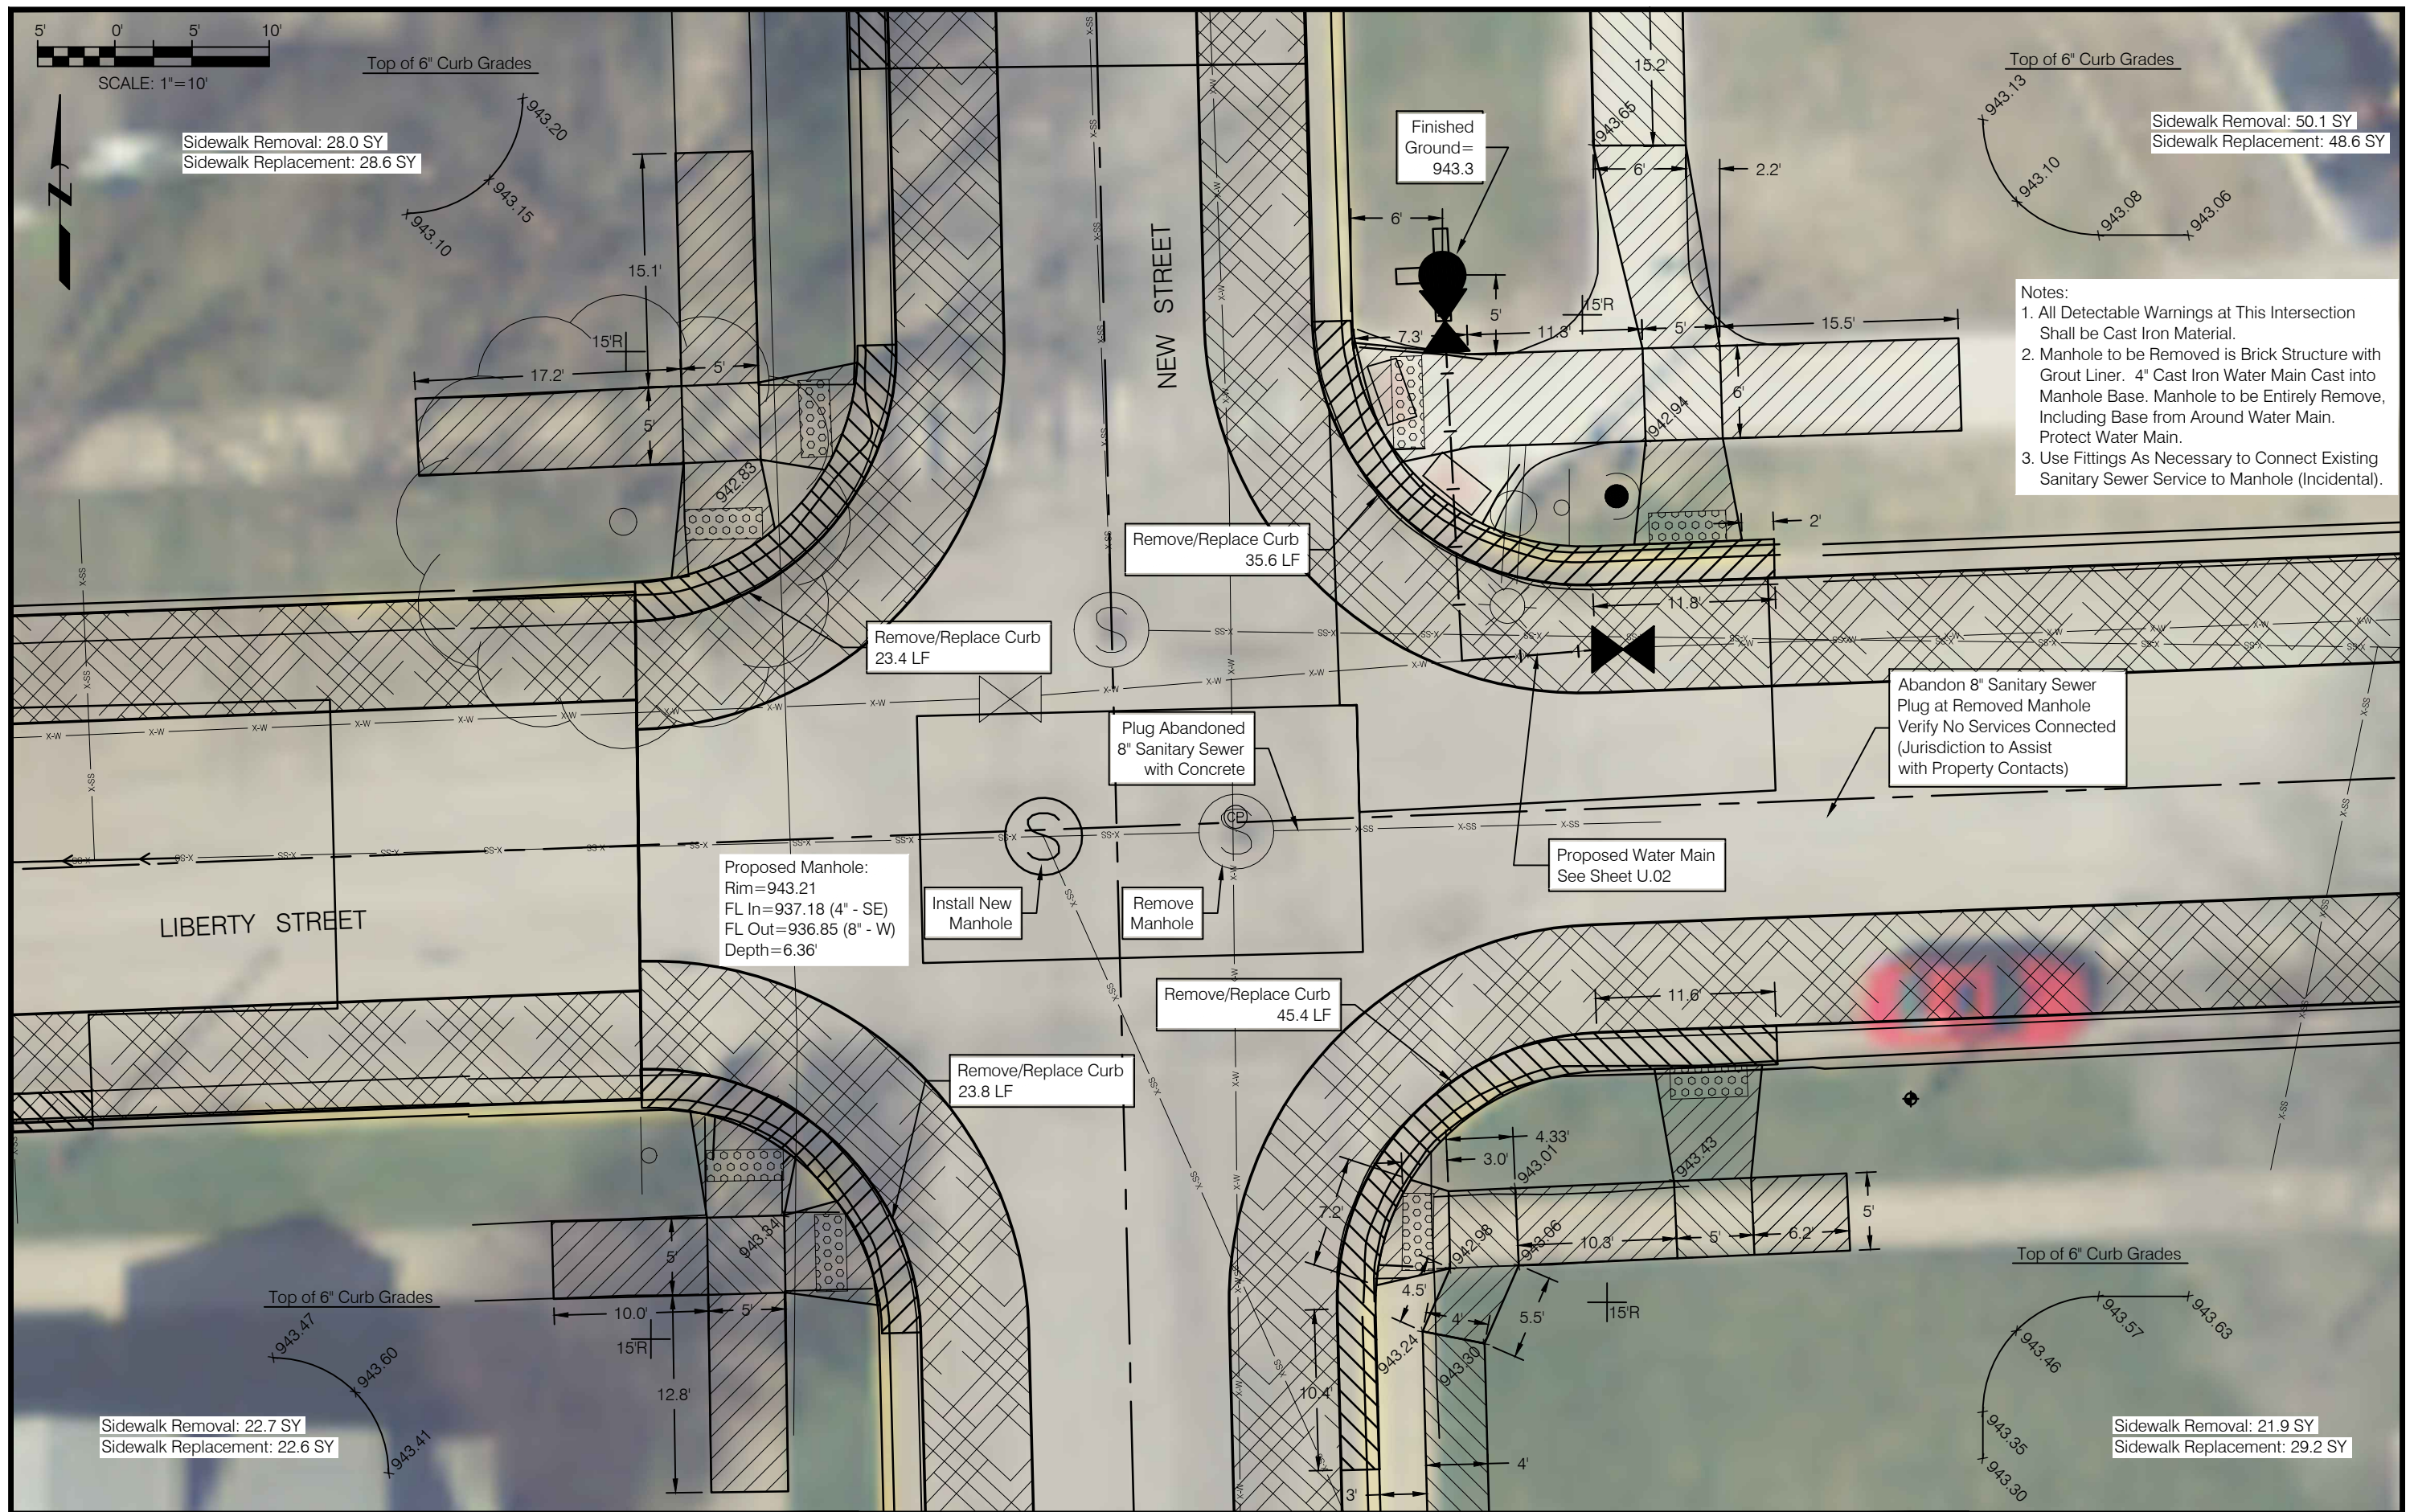 5' 0' 5' 10'
SCALE: 1"=10'
N
Top of 6" Curb Grades
943.20
943.15
943.10
Sidewalk Removal: 28.0 SY
Sidewalk Replacement: 28.6 SY
15.1'
15'R
17.2'
5'
5'
942.83
NEW STREET
Finished
Ground=
943.3
6'
5'
7.3'
11.3'
15'R
5'
15.5'
15.2'
943.65
6'
2.2'
6'
942.94
2'
11.8'
Top of 6" Curb Grades
943.13
943.10
943.08
943.06
Sidewalk Removal: 50.1 SY
Sidewalk Replacement: 48.6 SY
Notes:
1. All Detectable Warnings at This Intersection
Shall be Cast Iron Material.
2. Manhole to be Removed is Brick Structure with
Grout Liner. 4" Cast Iron Water Main Cast into
Manhole Base. Manhole to be Entirely Remove,
Including Base from Around Water Main.
Protect Water Main.
3. Use Fittings As Necessary to Connect Existing
Sanitary Sewer Service to Manhole (Incidental).
Remove/Replace Curb
35.6 LF
Remove/Replace Curb
23.4 LF
Plug Abandoned
8" Sanitary Sewer
with Concrete
Abandon 8" Sanitary Sewer
Plug at Removed Manhole
Verify No Services Connected
(Jurisdiction to Assist
with Property Contacts)
S
S
S
CP
Proposed Water Main
See Sheet U.02
Proposed Manhole:
Rim=943.21
FL In=937.18 (4" - SE)
FL Out=936.85 (8" - W)
Depth=6.36'
Install New
Manhole
Remove
Manhole
LIBERTY STREET
Remove/Replace Curb
45.4 LF
Remove/Replace Curb
23.8 LF
11.6'
4.33'
3.0'
943.01
943.43
7.2'
942.98
943.06
10.3'
5'
6.2'
5'
4.5'
4'
5.5'
15'R
943.24
943.30
10.4'
4'
3'
943.34
5'
10.0'
5'
15'R
12.8'
Top of 6" Curb Grades
943.47
943.60
943.41
Sidewalk Removal: 22.7 SY
Sidewalk Replacement: 22.6 SY
Top of 6" Curb Grades
943.57
943.63
943.46
943.35
943.30
Sidewalk Removal: 21.9 SY
Sidewalk Replacement: 29.2 SY